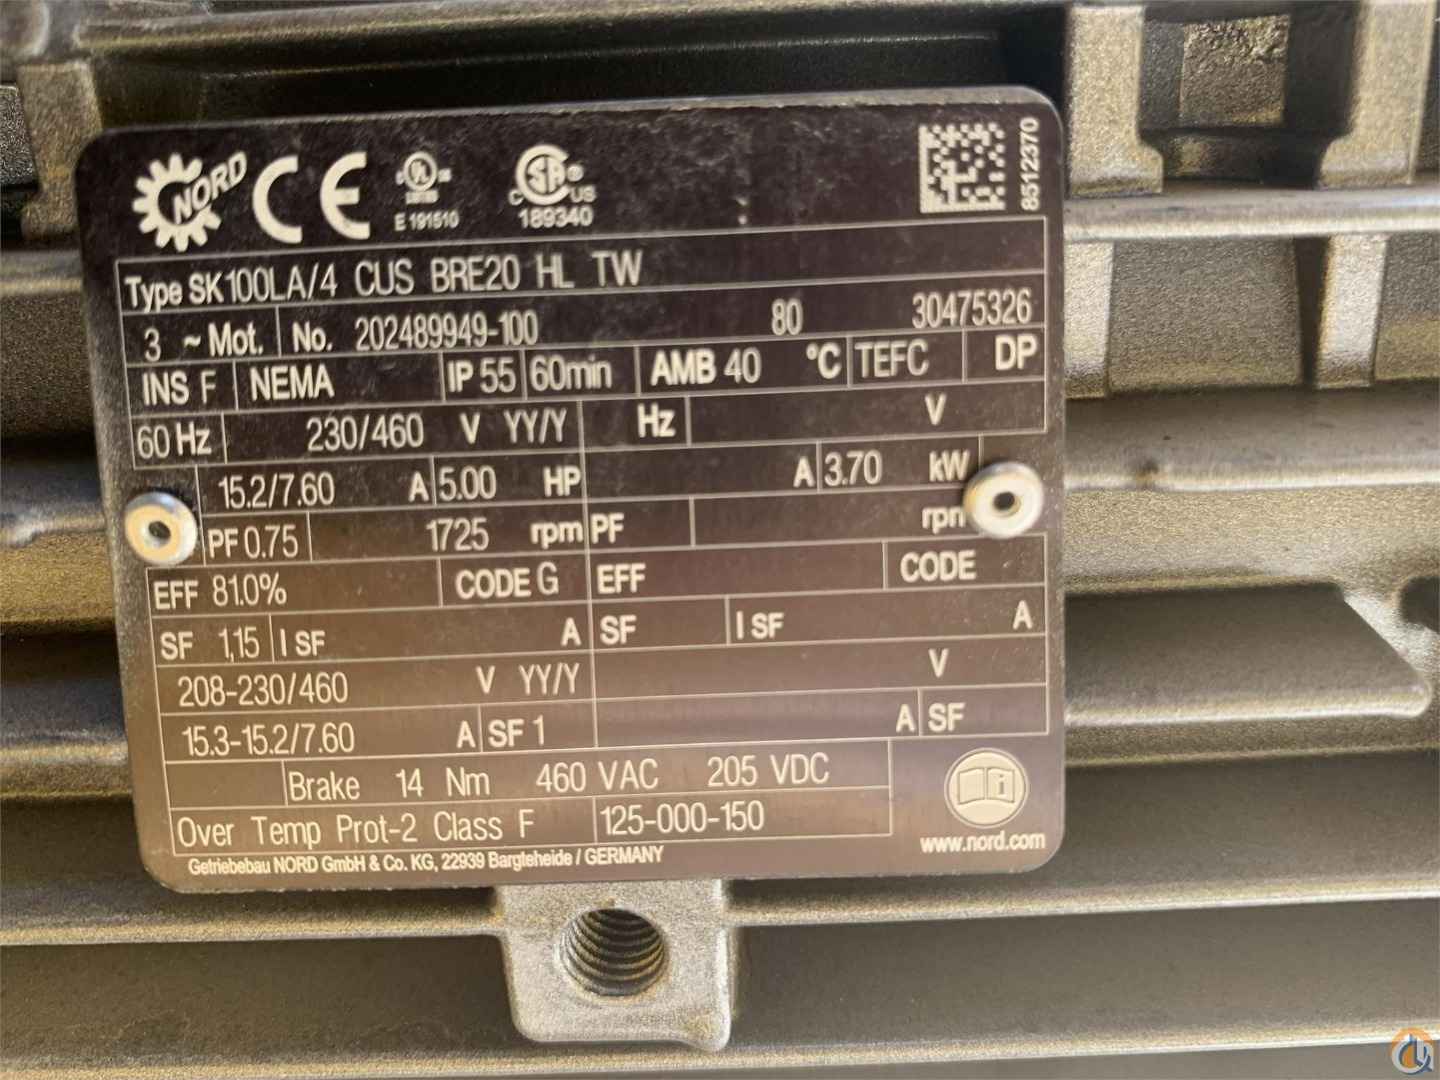 NORD CE UL LISTED E 191510 C SA US ® 189340 8512370
Type SK100LA/4 CUS BRE20 HL TW
3 ~ Mot. No. 202489949-100 80 30475326
INS F NEMA IP 55 60min AMB 40 °C TEFC DP
60 Hz 230/460 V YY/Y Hz V
15.2/7.60 A 5.00 HP A 3.70 kW
PF 0.75 1725 rpm PF rpm
EFF 81.0% CODE G EFF CODE
SF 1,15 I SF A SF I SF A
208-230/460 V YY/Y V
15.3-15.2/7.60 A SF 1 A SF
Brake 14 Nm 460 VAC 205 VDC
Over Temp Prot-2 Class F 125-000-150
Getriebebau NORD GmbH & Co. KG, 22939 Bargteheide / GERMANY www.nord.com